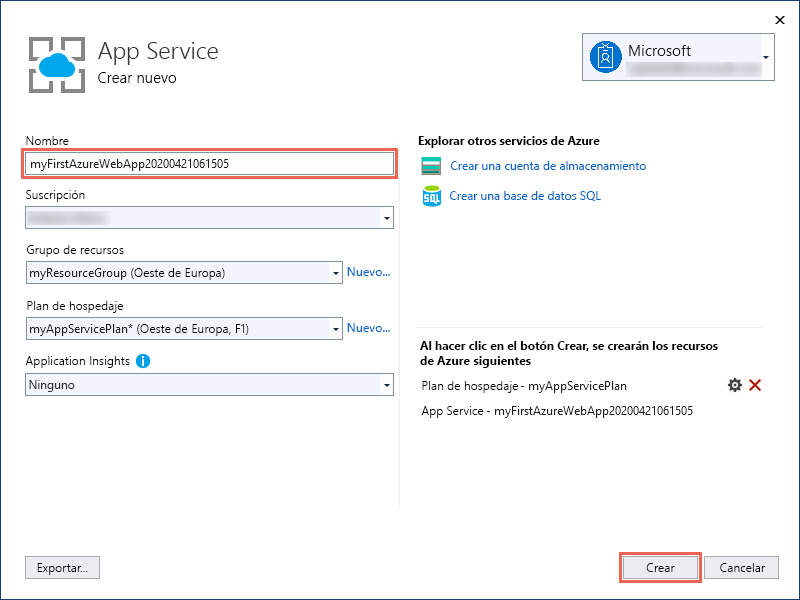 App Service
Crear nuevo
Microsoft
Nombre
myFirstAzureWebApp20200421061505
Suscripción
Grupo de recursos
myResourceGroup (Oeste de Europa)
Nuevo...
Plan de hospedaje
myAppServicePlan* (Oeste de Europa, F1)
Nuevo...
Application Insights
Ninguno
Explorar otros servicios de Azure
Crear una cuenta de almacenamiento
SQL
Crear una base de datos SQL
Al hacer clic en el botón Crear, se crearán los recursos
de Azure siguientes
Plan de hospedaje - myAppServicePlan
App Service - myFirstAzureWebApp20200421061505
Exportar...
Crear
Cancelar